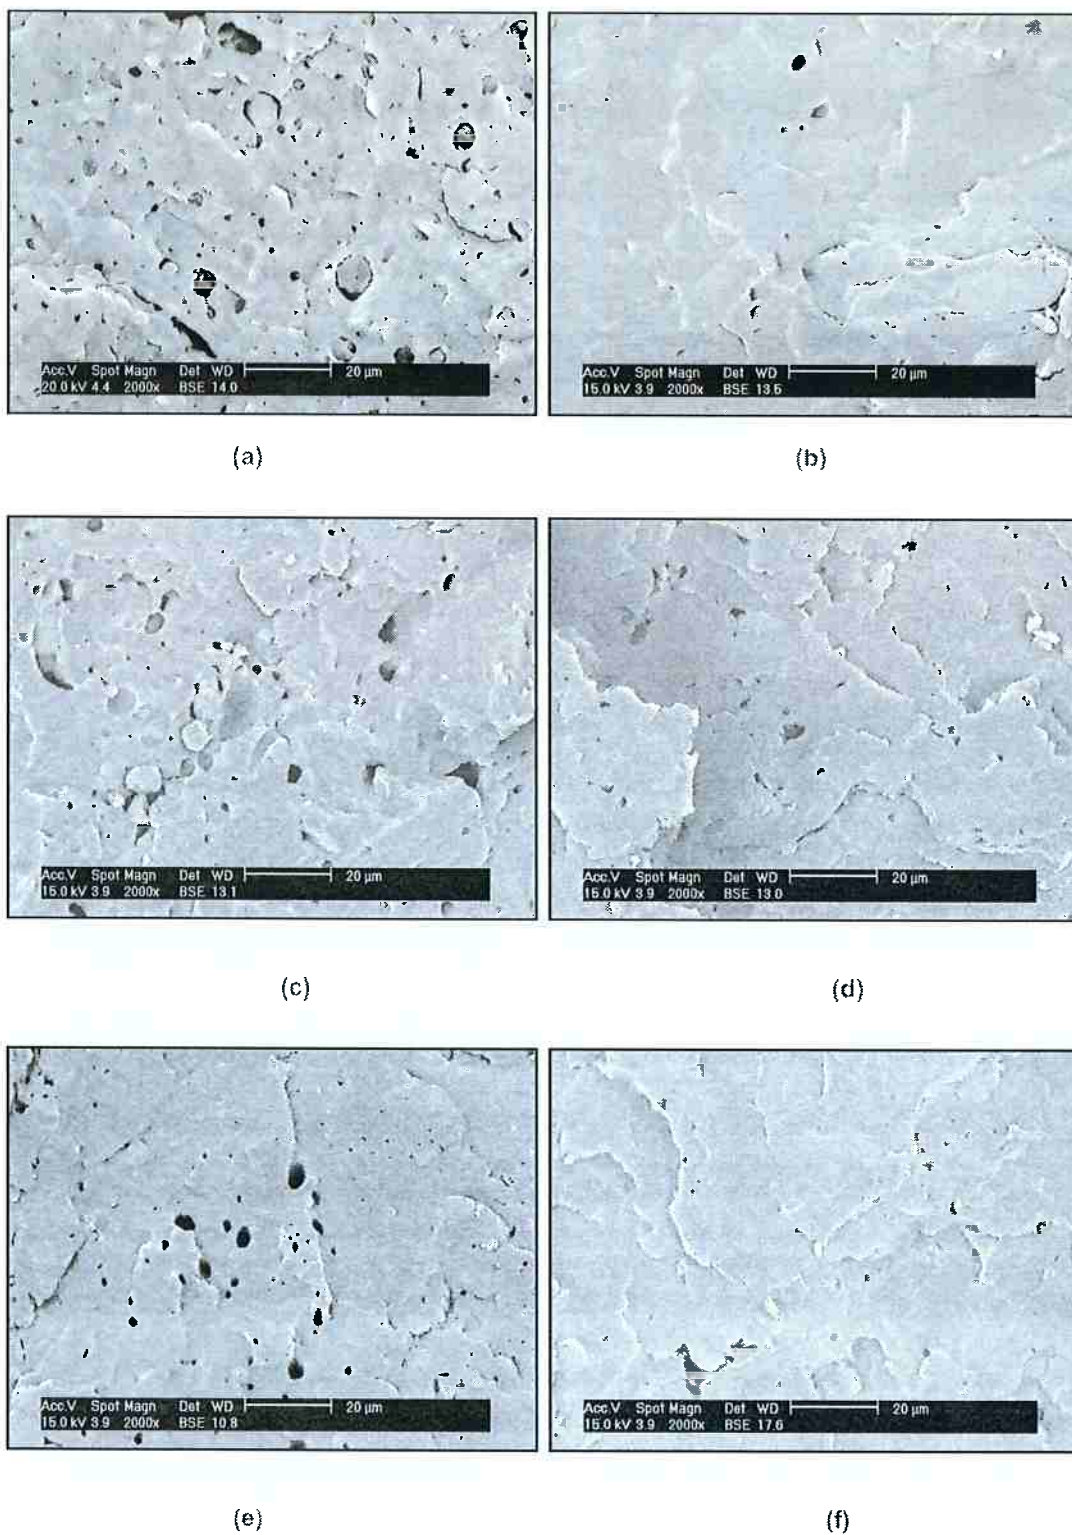 Acc.V Spot Magn Det WD 20 µm
20.0 kV 4.4 2000x BSE 14.0
Acc.V Spot Magn Det WD 20 µm
15.0 kV 3.9 2000x BSE 13.5
(a)
(b)
Acc.V Spot Magn Det WD 20 µm
15.0 kV 3.9 2000x BSE 13.1
Acc.V Spot Magn Det WD 20 µm
15.0 kV 3.9 2000x BSE 13.0
(c)
(d)
Acc.V Spot Magn Det WD 20 µm
15.0 kV 3.9 2000x BSE 10.8
Acc.V Spot Magn Det WD 20 µm
15.0 kV 3.9 2000x BSE 17.6
(e)
(f)